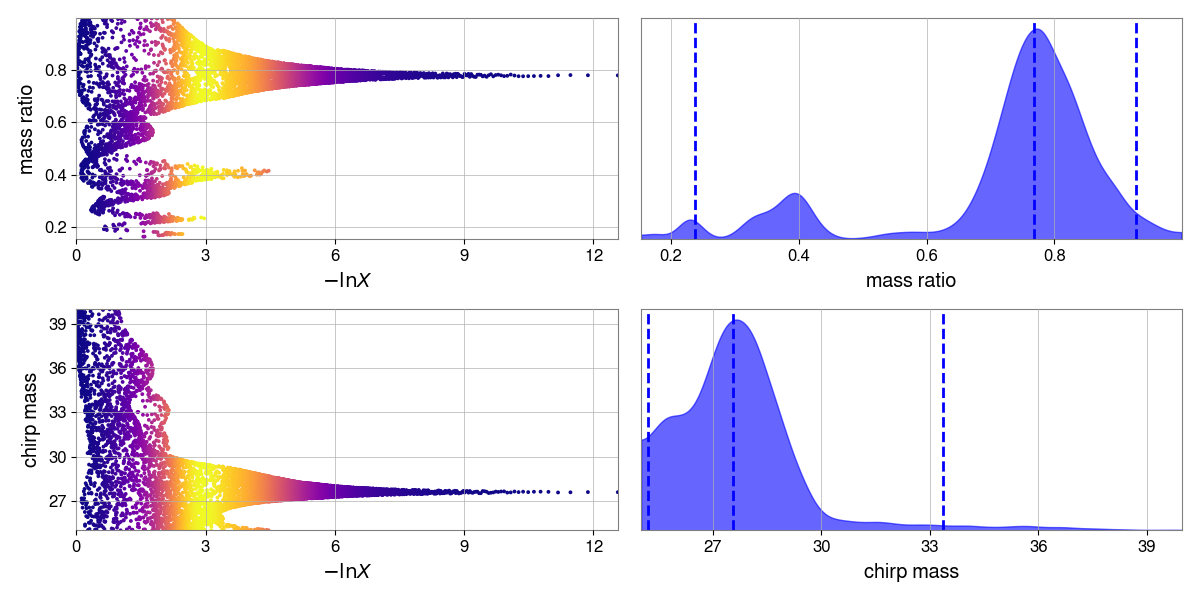 mass ratio
0.8
0.6
0.4
0.2
0 3 6 9 12
−lnX
0.2 0.4 0.6 0.8
mass ratio
chirp mass
39
36
33
30
27
0 3 6 9 12
−lnX
27 30 33 36 39
chirp mass